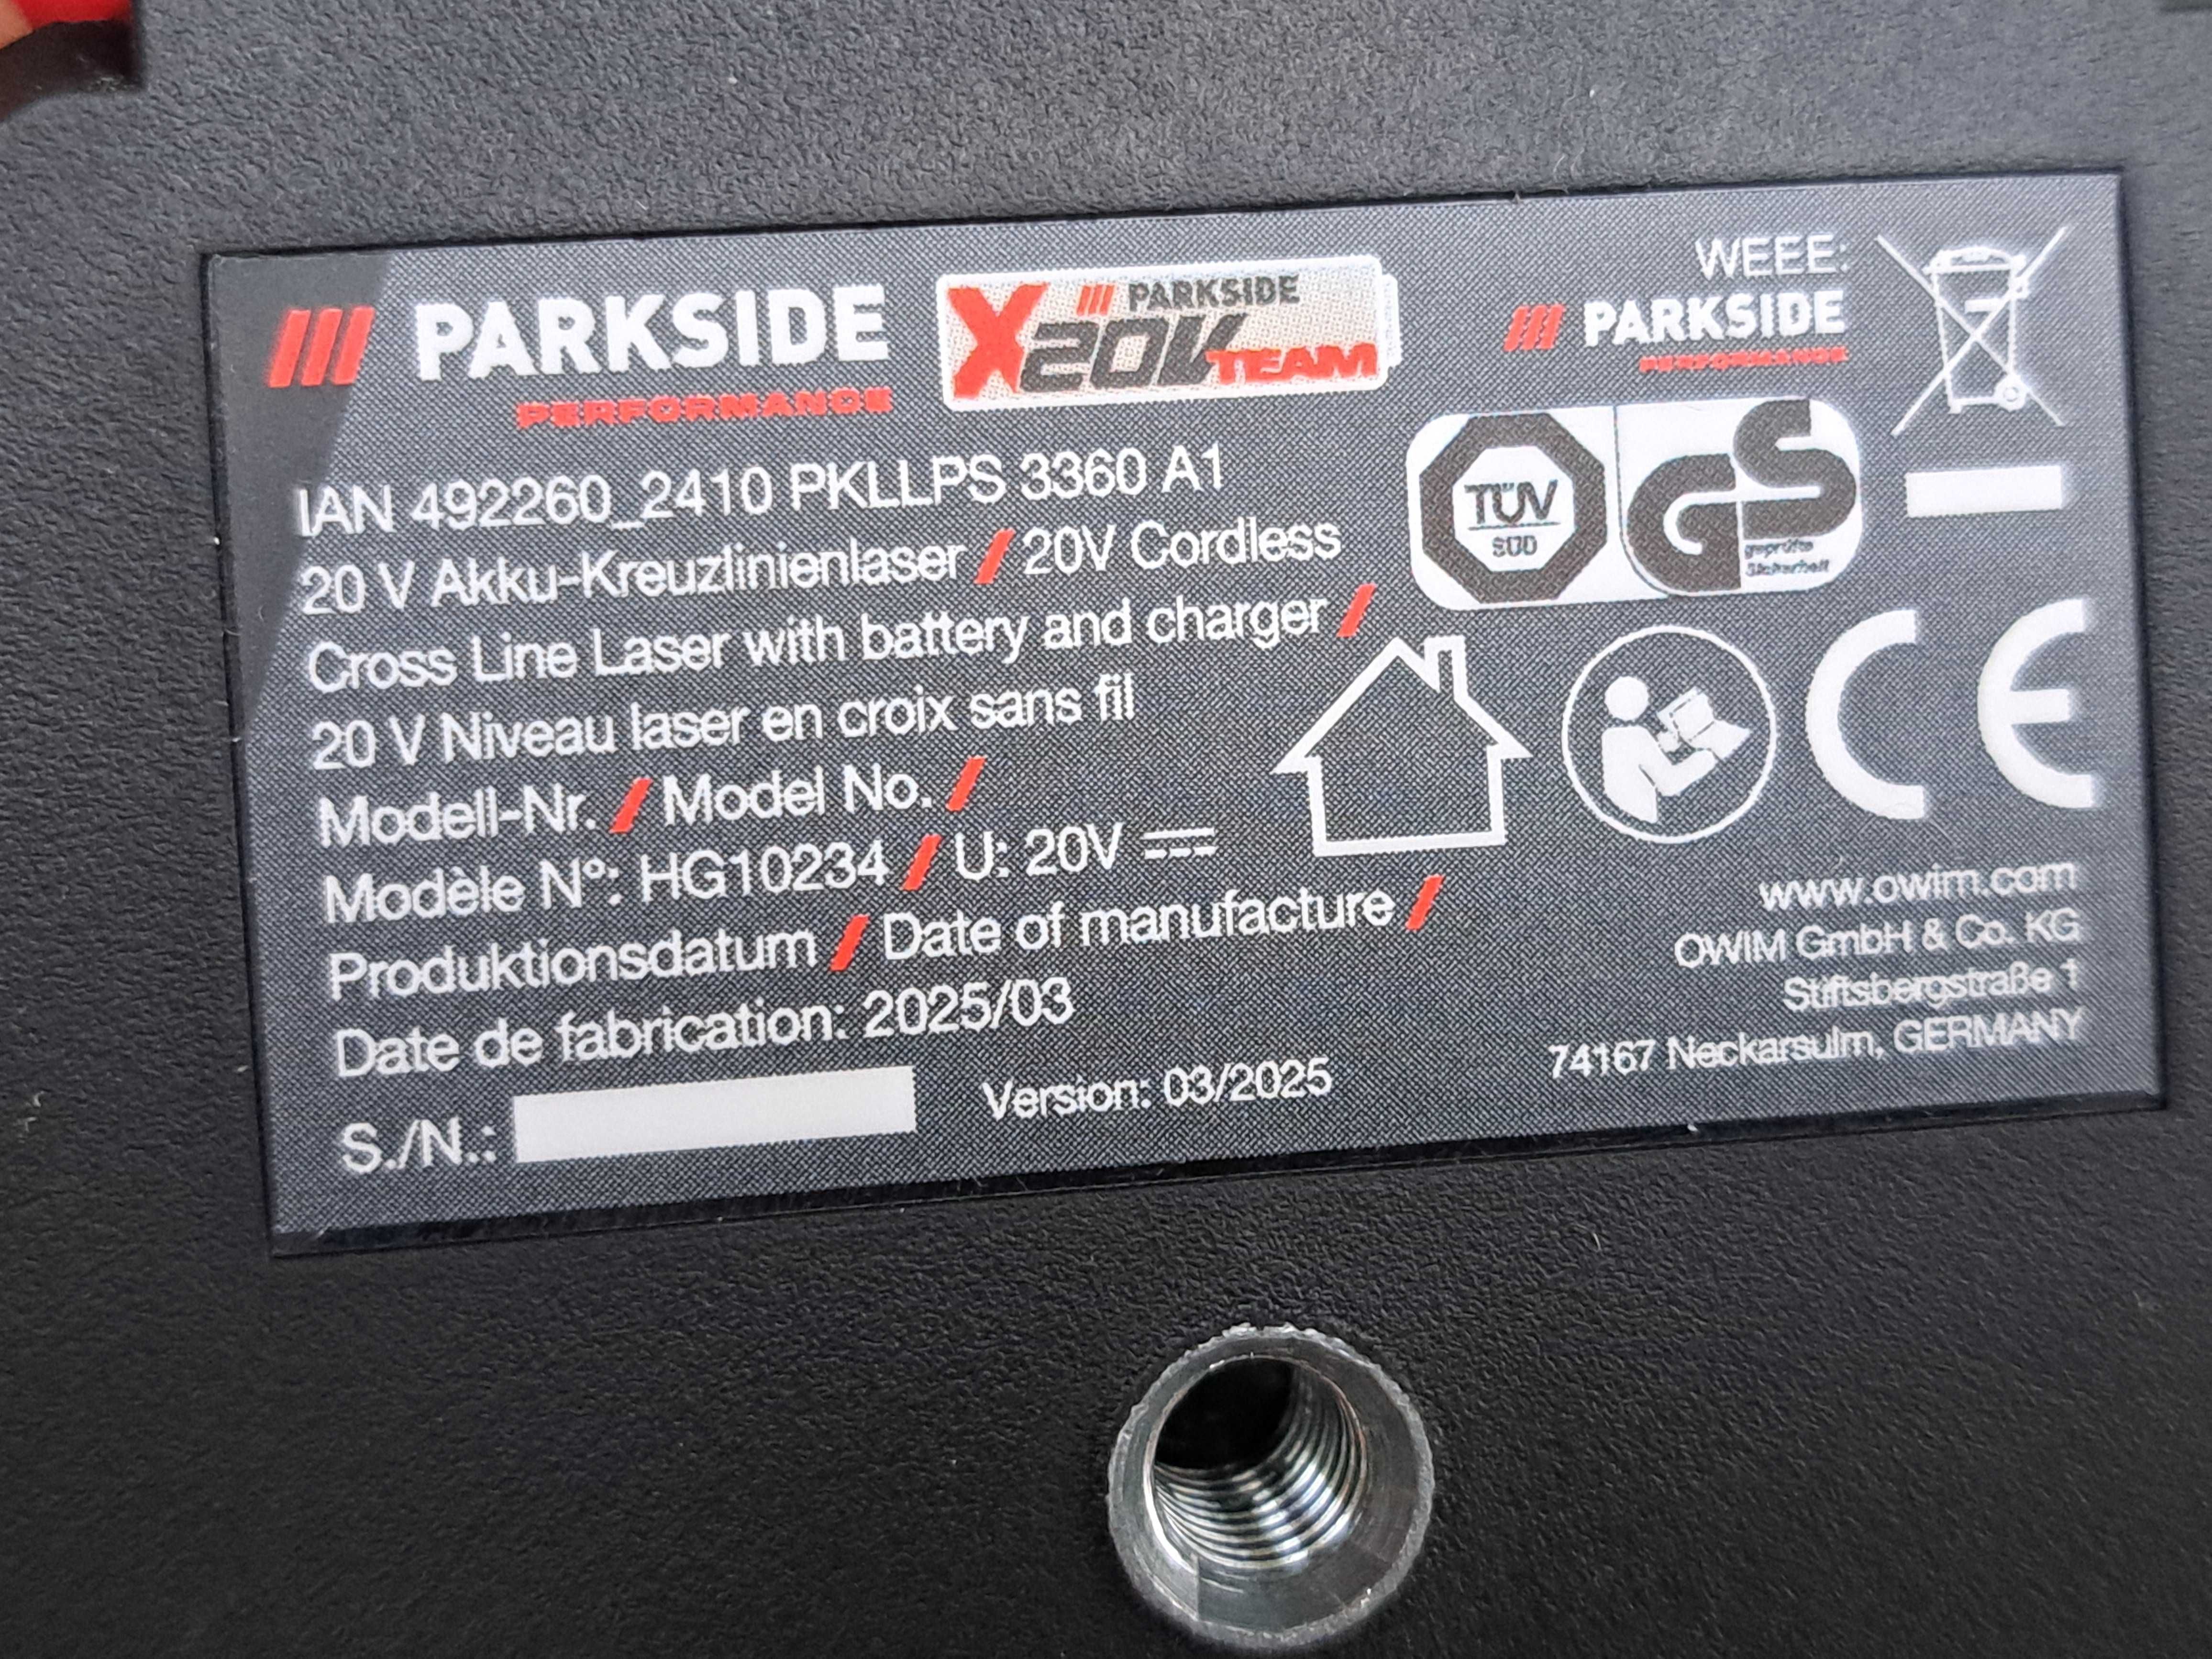 PARKSIDE
PERFORMANCE
PARKSIDE
X20V TEAM
WEEE:
PARKSIDE
PERFORMANCE
IAN 492260_2410 PKLLPS 3360 A1
20 V Akku-Kreuzlinienlaser / 20V Cordless
Cross Line Laser with battery and charger /
20 V Niveau laser en croix sans fil
Modell-Nr. / Model No. /
Modèle N°: HG10234 / U: 20V ⎓
Produktionsdatum / Date of manufacture /
Date de fabrication: 2025/03
S./N.:
Version: 03/2025
TÜV
SÜD
GS
geprüfte
Sicherheit
CE
www.owim.com
OWIM GmbH & Co. KG
Stiftsbergstraße 1
74167 Neckarsulm, GERMANY